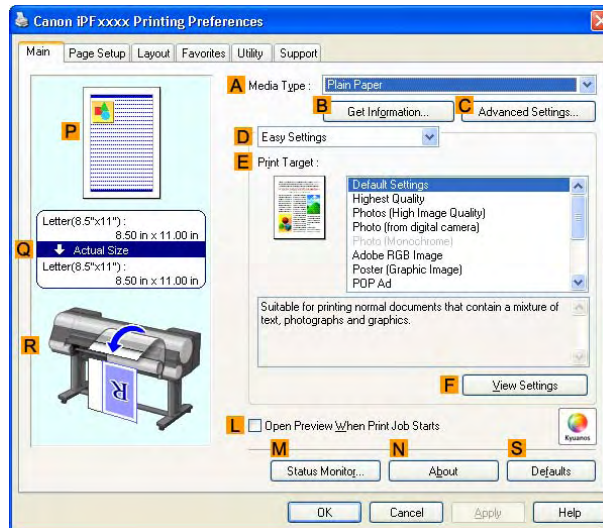 Canon iPFxxxx Printing Preferences
Main Page Setup Layout Favorites Utility Support
A Media Type : Plain Paper
B C
Get Information... Advanced Settings...
D Easy Settings
E Print Target :
P
Default Settings
Highest Quality
Photos (High Image Quality)
Photo (from digital camera)
Photo (Monochrome)
Adobe RGB Image
Poster (Graphic Image)
POP Ad
Letter(8.5"x11") :
8.50 in x 11.00 in
Q Actual Size
Letter(8.5"x11") :
8.50 in x 11.00 in
Suitable for printing normal documents that contain a mixture of
text, photographs and graphics.
R
R
F View Settings
L Open Preview When Print Job Starts
Kyuanos
M N S
Status Monitor... About Defaults
OK Cancel Apply Help